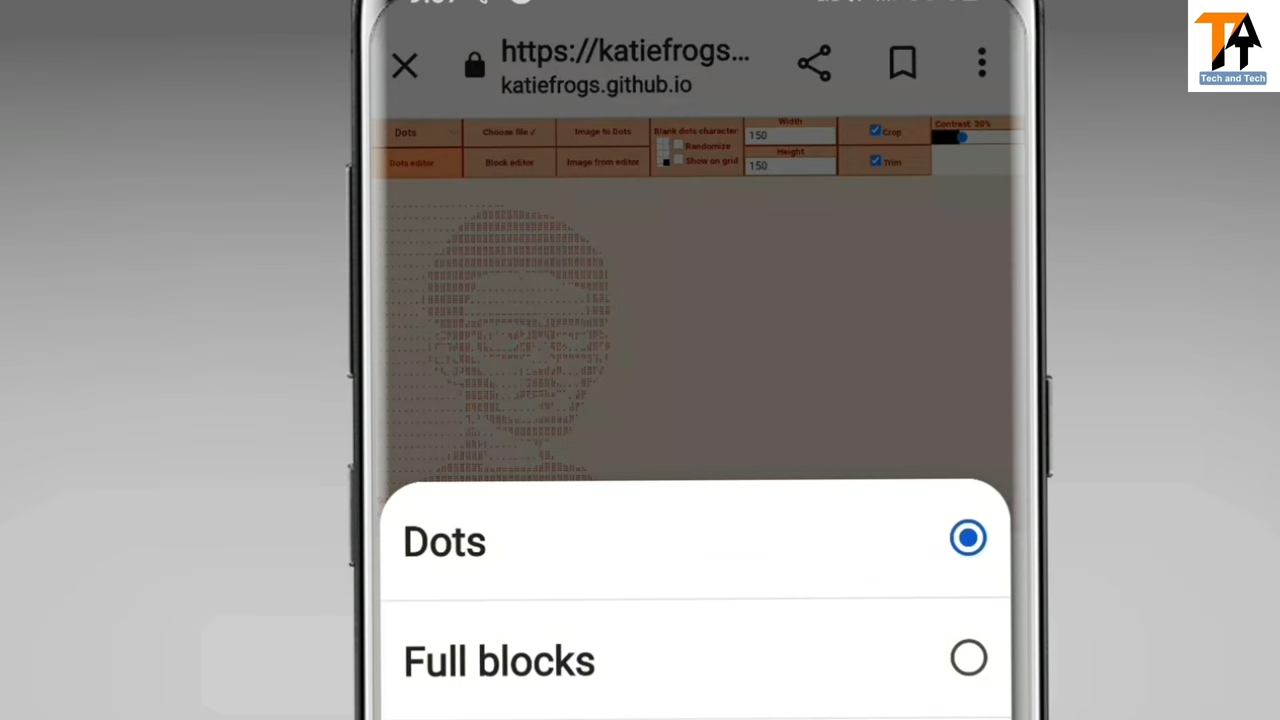 https://katiefrogs...
katiefrogs.github.io
Dots
Choose file ✓
Image to Dots
Blank dots character:
Randomize
Show on grid
Width
150
Crop
Contrast: 30%
Dots editor
Block editor
Image from editor
Height
150
Trim
Dots
Full blocks
TAT
Tech and Tech